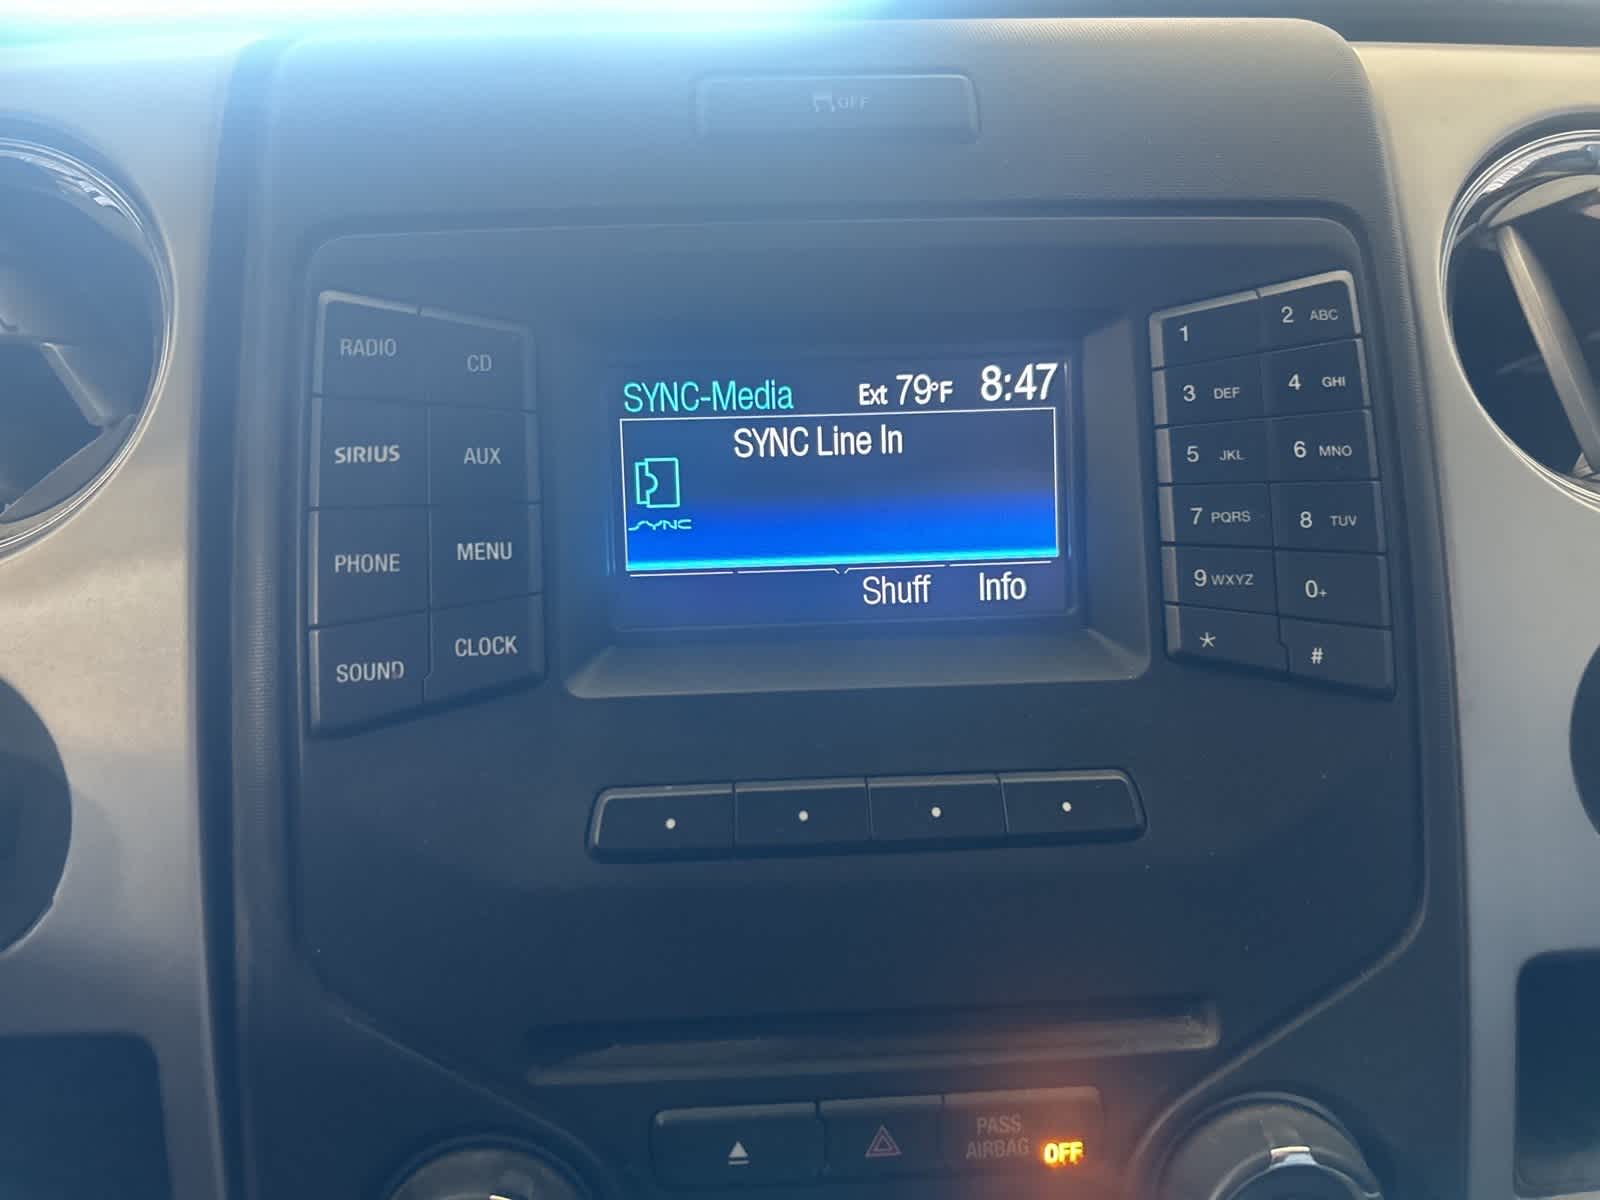 OFF
RADIO
CD
SIRIUS
AUX
PHONE
MENU
SOUND
CLOCK
SYNC-Media Ext 79°F 8:47
SYNC Line In
SYNC
Shuff Info
1
2 ABC
3 DEF
4 GHI
5 JKL
6 MNO
7 PQRS
8 TUV
9 WXYZ
0+
*
#
PASS
AIRBAG OFF